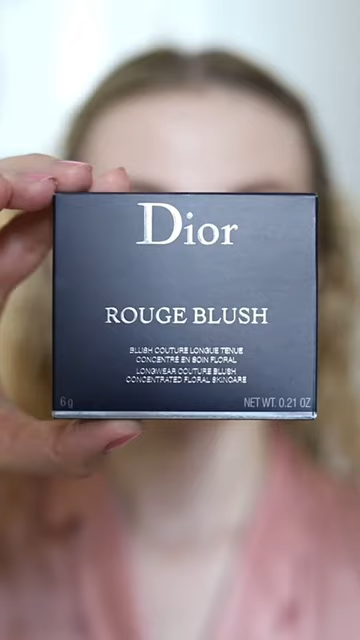 Dior
ROUGE BLUSH
BLUSH COUTURE LONGUE TENUE
CONCENTRÉ EN SOIN FLORAL
LONGWEAR COUTURE BLUSH
CONCENTRATED FLORAL SKINCARE
6 g NET WT. 0.21 OZ